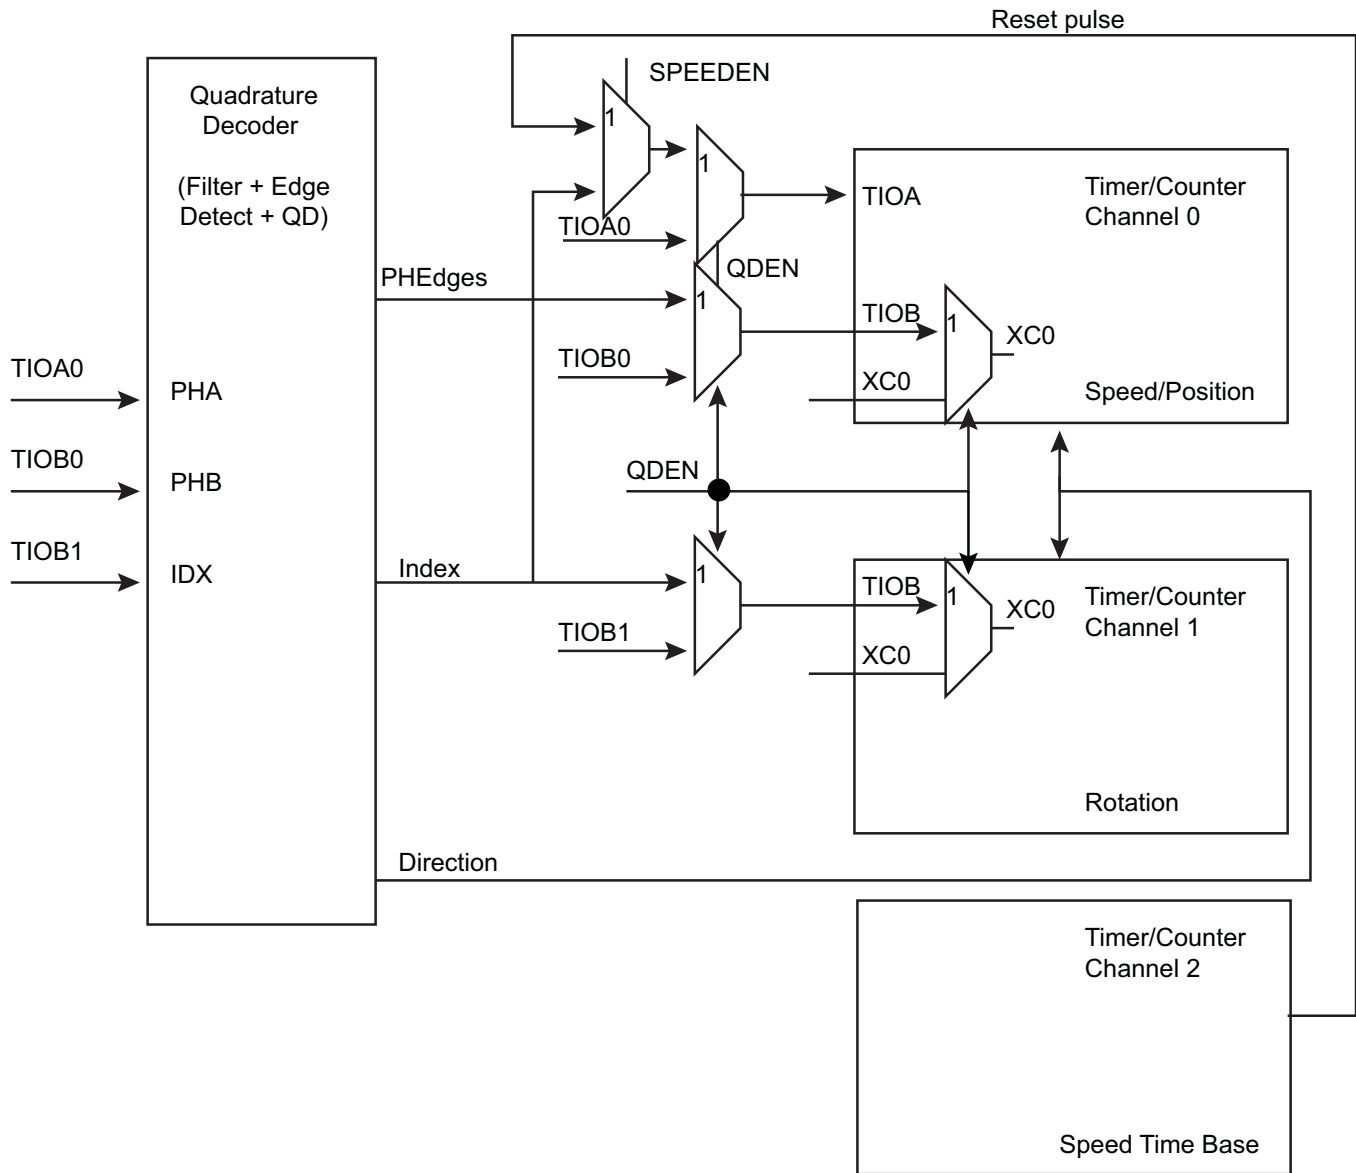 Reset pulse
SPEEDEN
Quadrature
Decoder
(Filter + Edge
Detect + QD)
1
1
TIOA
Timer/Counter
Channel 0
TIOA0
QDEN
PHEdges
1
TIOB
1
XC0
TIOB0
XC0
Speed/Position
TIOA0
PHA
TIOB0
PHB
QDEN
TIOB1
IDX
Index
1
TIOB
1
XC0
Timer/Counter
Channel 1
TIOB1
XC0
Rotation
Direction
Timer/Counter
Channel 2
Speed Time Base